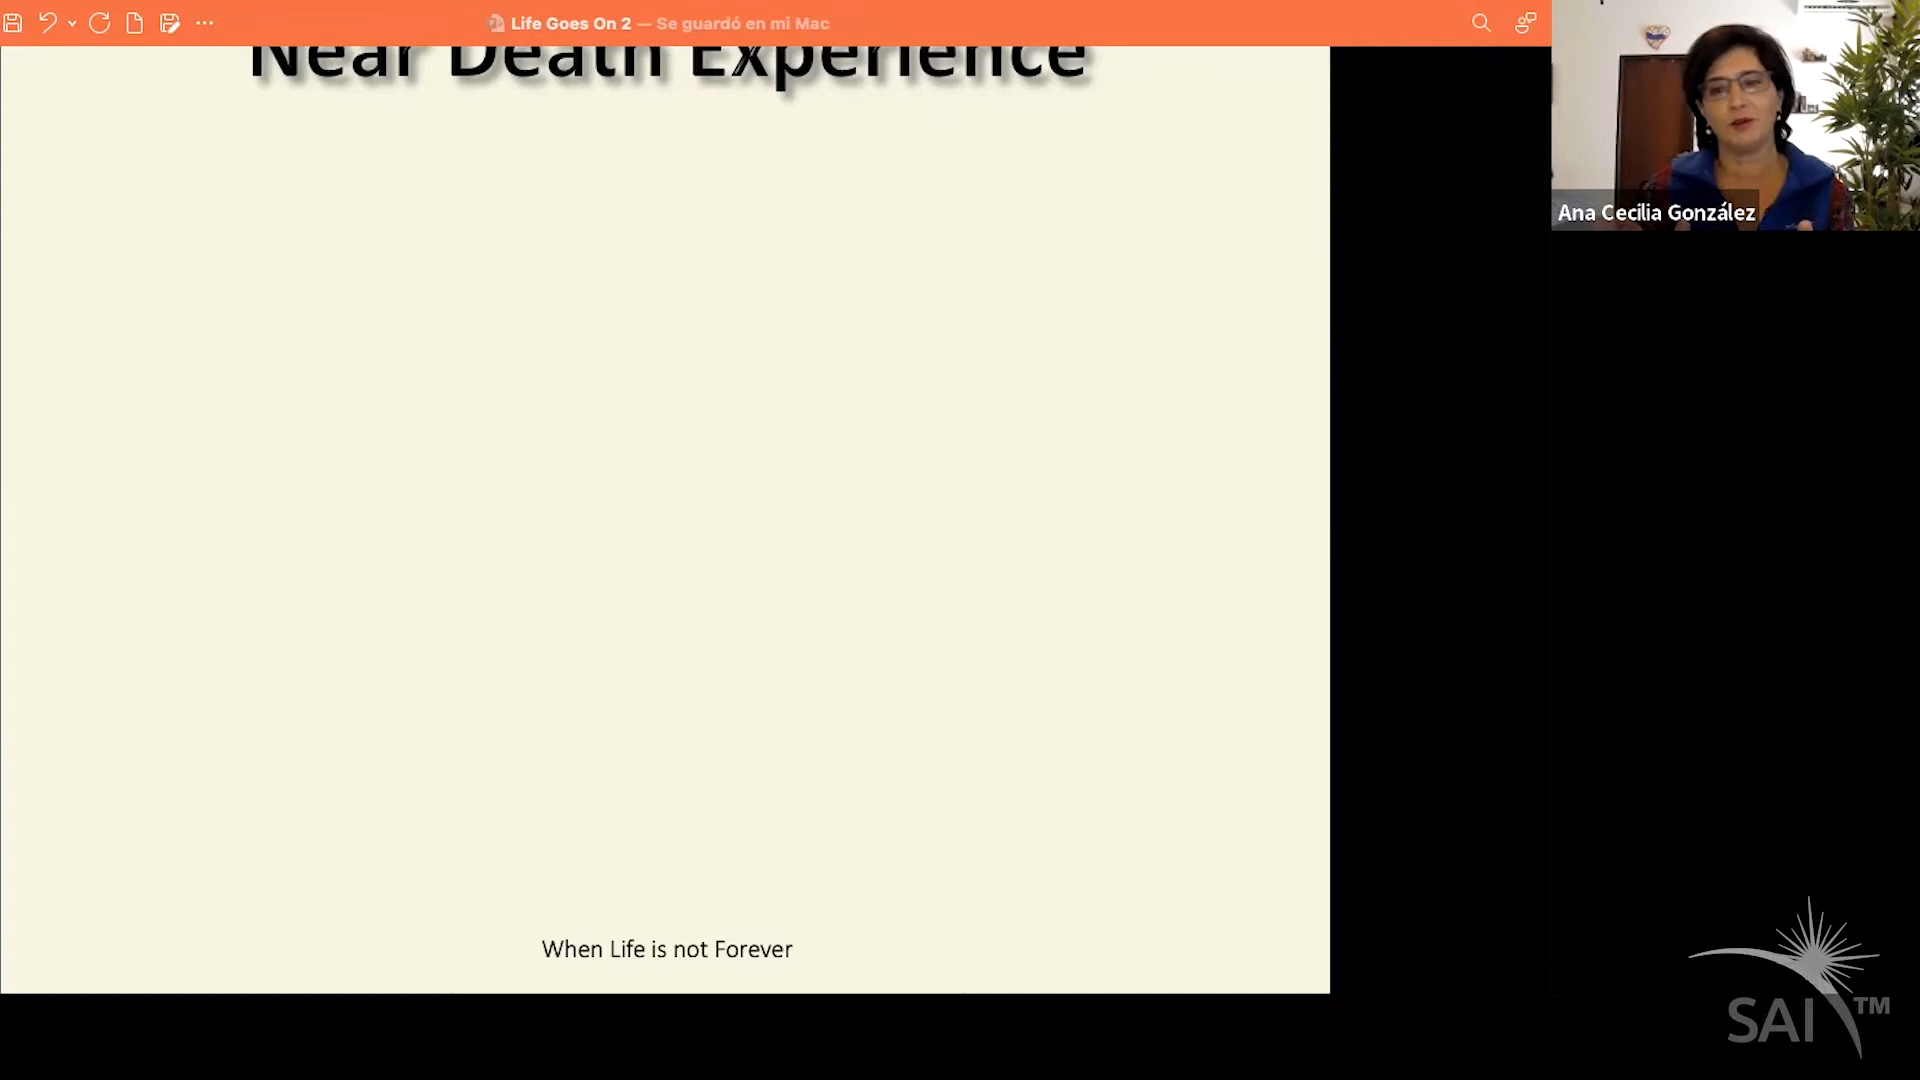 Life Goes On 2 — Se guardó en mi Mac
Near Death Experience
Ana Cecilia González
When Life is not Forever
SAI™